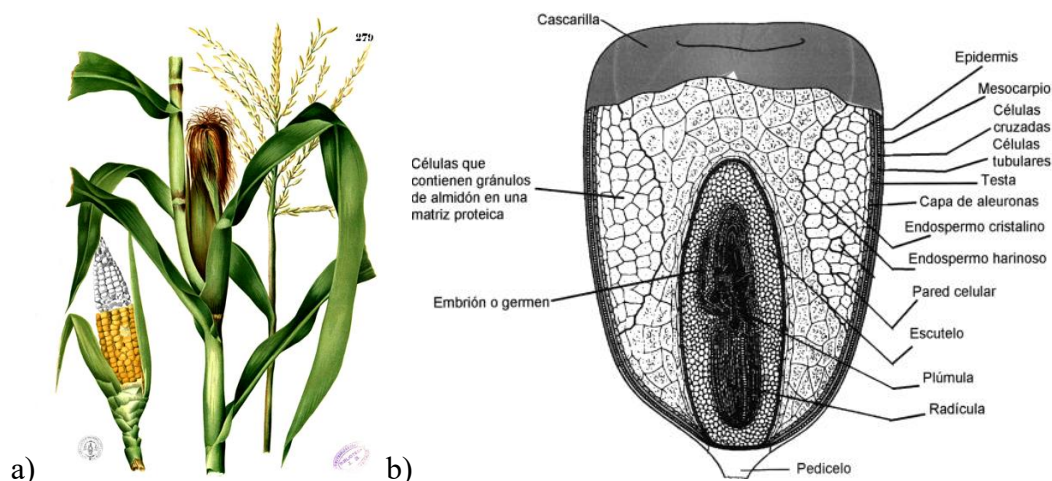 279
a)
b)
Cascarilla
Células que
contienen gránulos
de almidón en una
matriz proteica
Embrión o germen
Epidermis
Mesocarpio
Células
cruzadas
Células
tubulares
Testa
Capa de aleuronas
Endospermo cristalino
Endospermo harinoso
Pared celular
Escutelo
Plúmula
Radícula
Pedicelo